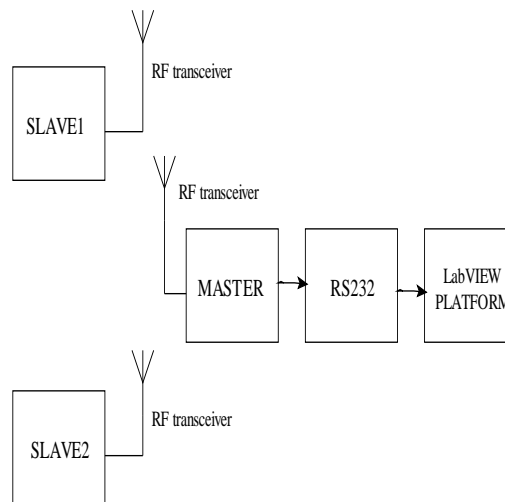 RF transceiver
SLAVE1
RF transceiver
MASTER
RS232
LabVIEW
PLATFORM
RF transceiver
SLAVE2